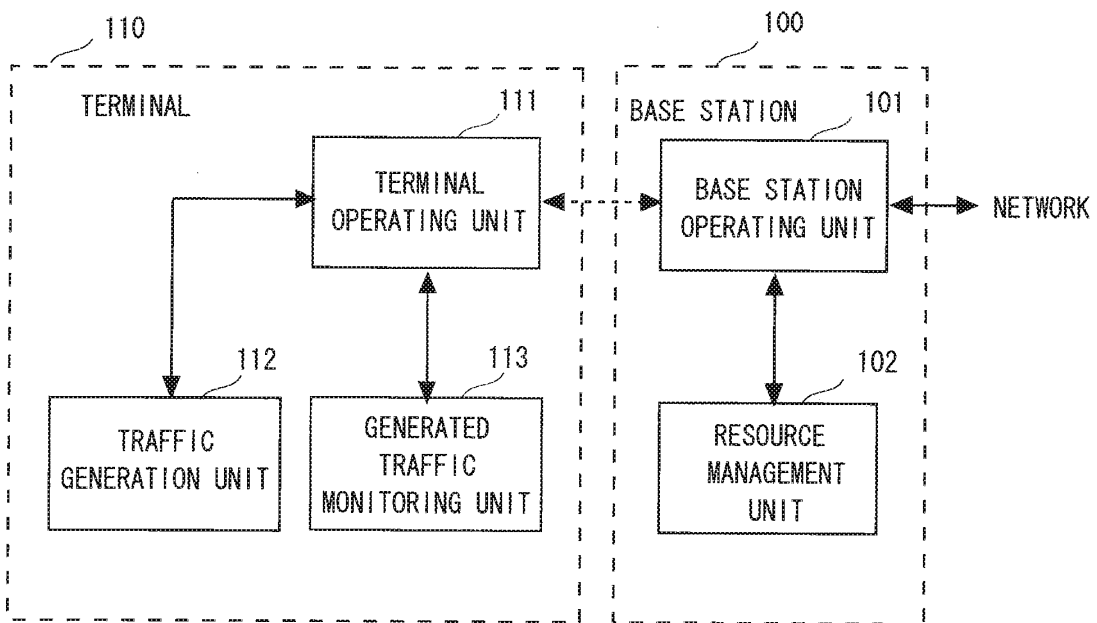 110
100
TERMINAL
111
BASE STATION
101
TERMINAL
OPERATING UNIT
BASE STATION
OPERATING UNIT
NETWORK
112
113
102
TRAFFIC
GENERATION UNIT
GENERATED
TRAFFIC
MONITORING UNIT
RESOURCE
MANAGEMENT
UNIT